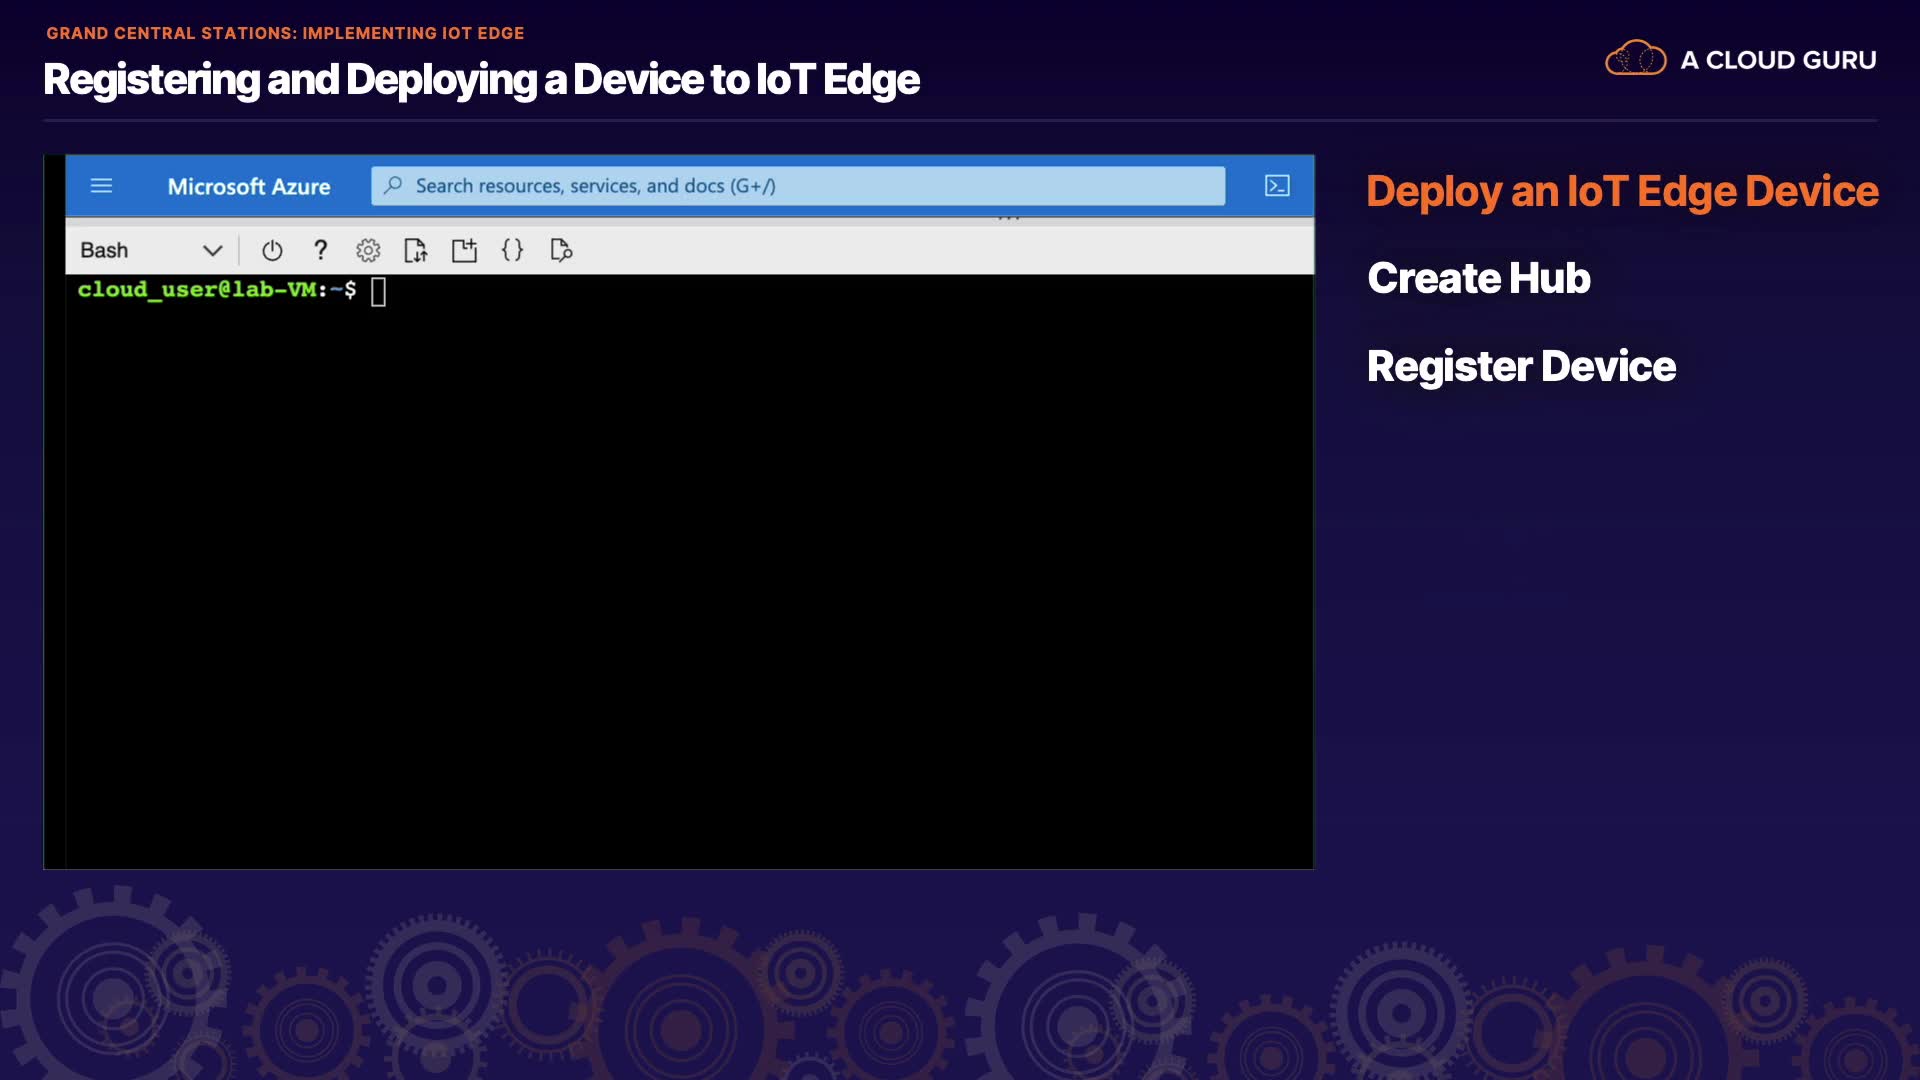 GRAND CENTRAL STATIONS: IMPLEMENTING IOT EDGE
Registering and Deploying a Device to IoT Edge
A CLOUD GURU
Microsoft Azure
Search resources, services, and docs (G+/)
Bash
cloud_user@lab-VM:~$
Deploy an IoT Edge Device
Create Hub
Register Device